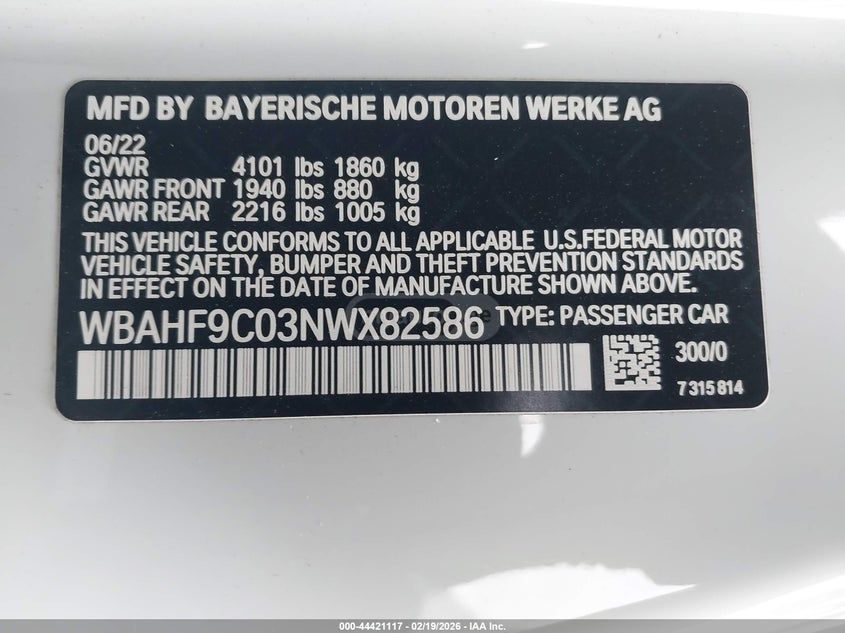 MFD BY BAYERISCHE MOTOREN WERKE AG
06/22
GVWR 4101 lbs 1860 kg
GAWR FRONT 1940 lbs 880 kg
GAWR REAR 2216 lbs 1005 kg
THIS VEHICLE CONFORMS TO ALL APPLICABLE U.S.FEDERAL MOTOR
VEHICLE SAFETY, BUMPER AND THEFT PREVENTION STANDARDS
IN EFFECT ON THE DATE OF MANUFACTURE SHOWN ABOVE.
WBAHF9C03NWX82586 TYPE: PASSENGER CAR
300/0
7315814
000-44421117 | 02/19/2026 - IAA Inc.